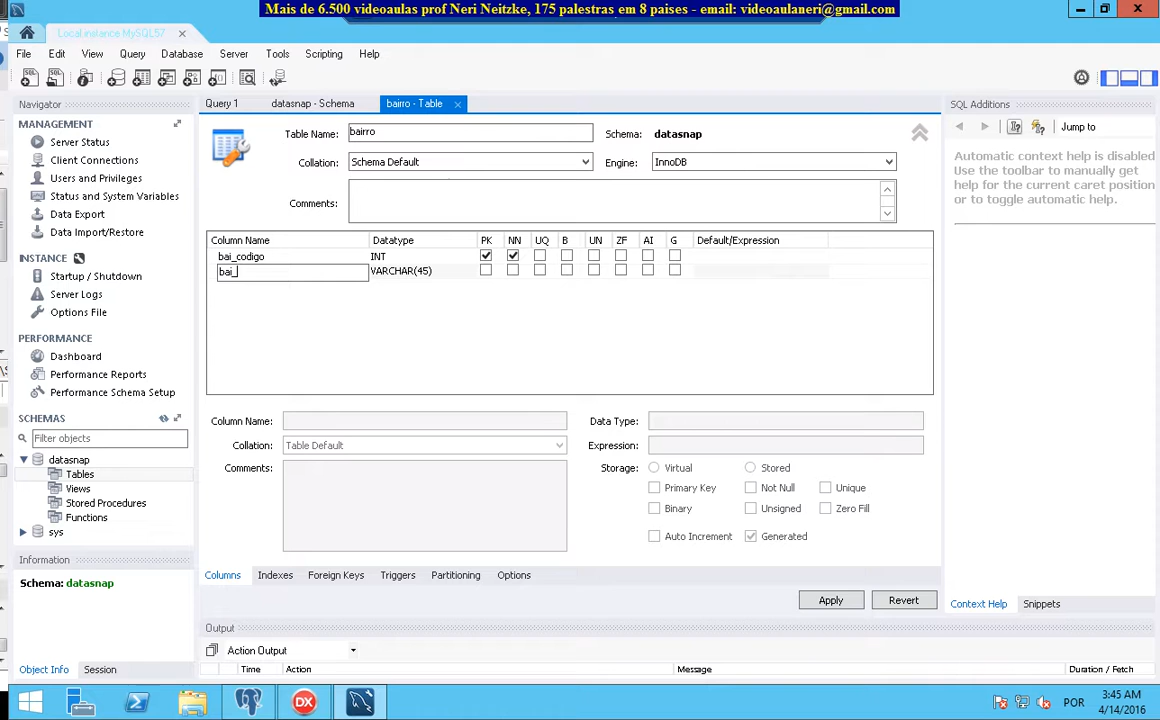 Mais de 6.500 videoaulas prof Neri Neitzke, 175 palestras em 8 paises - email: videoaulaneri@gmail.com
Local instance MySQL57
File Edit View Query Database Server Tools Scripting Help
Navigator
MANAGEMENT
Server Status
Client Connections
Users and Privileges
Status and System Variables
Data Export
Data Import/Restore
INSTANCE
Startup / Shutdown
Server Logs
Options File
PERFORMANCE
Dashboard
Performance Reports
Performance Schema Setup
SCHEMAS
Filter objects
datasnap
Tables
Views
Stored Procedures
Functions
sys
Information
Schema: datasnap
Object Info Session
Query 1 datasnap - Schema bairro - Table
Table Name: bairro Schema: datasnap
Collation: Schema Default Engine: InnoDB
Comments:
Column Name Datatype PK NN UQ B UN ZF AI G Default/Expression
bai_codigo INT
bai_ VARCHAR(45)
Column Name: Data Type:
Collation: Table Default Expression:
Comments: Storage: Virtual Stored
Primary Key Not Null Unique
Binary Unsigned Zero Fill
Auto Increment Generated
Columns Indexes Foreign Keys Triggers Partitioning Options
Apply Revert
Output
Action Output
Time Action Message Duration / Fetch
SQL Additions
Jump to
Automatic context help is disabled
Use the toolbar to manually get
help for the current caret position
or to toggle automatic help.
Context Help Snippets
DX
POR
3:45 AM
4/14/2016